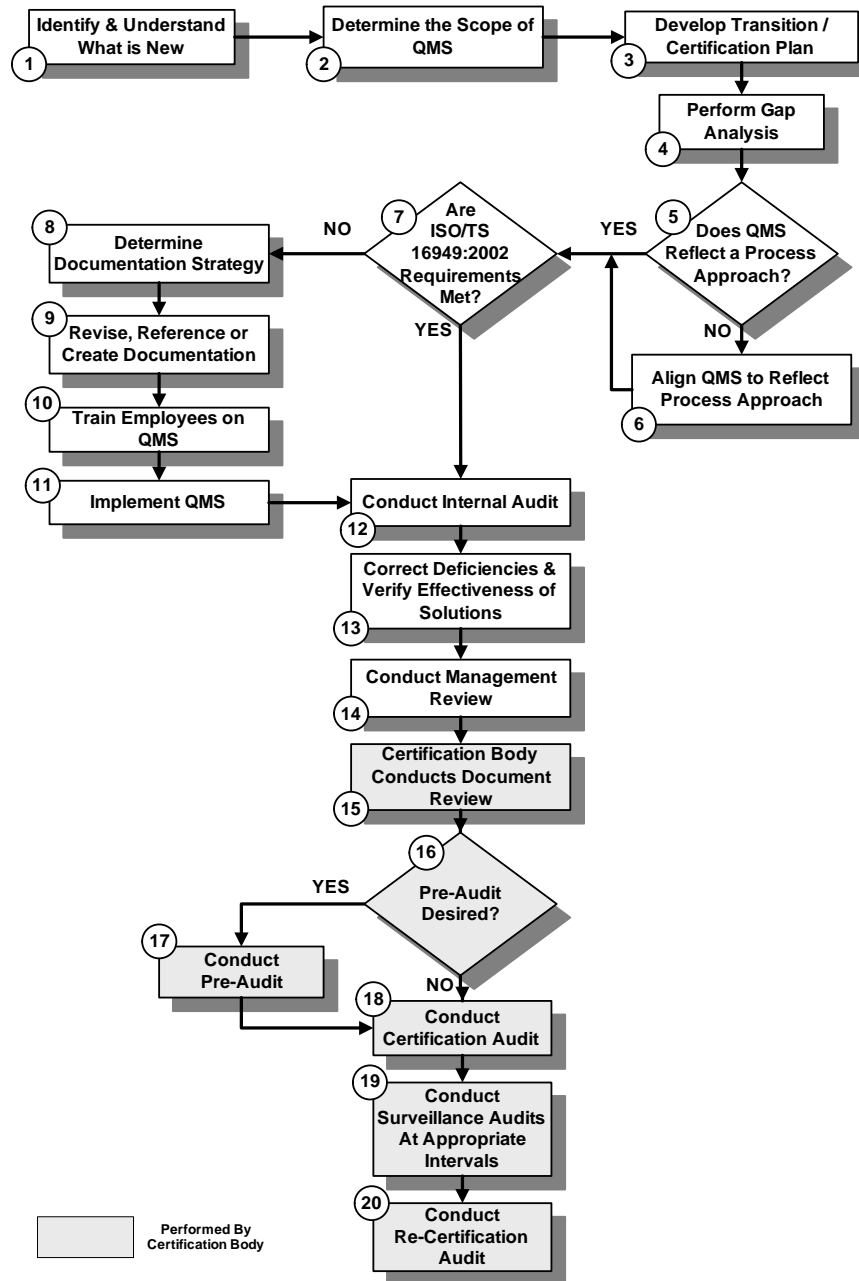 Identify & Understand
What is New
1
Determine the Scope of
QMS
2
Develop Transition /
Certification Plan
3
Perform Gap
Analysis
4
5
Does QMS
Reflect a Process
Approach?
YES
NO
Align QMS to Reflect
Process Approach
6
7
Are
ISO/TS
16949:2002
Requirements
Met?
NO
YES
8
Determine
Documentation Strategy
9
Revise, Reference or
Create Documentation
10
Train Employees on
QMS
11
Implement QMS
Conduct Internal Audit
12
Correct Deficiencies &
Verify Effectiveness of
Solutions
13
Conduct Management
Review
14
Certification Body
Conducts Document
Review
15
16
Pre-Audit
Desired?
YES
NO
17
Conduct
Pre-Audit
18
Conduct
Certification Audit
19
Conduct
Surveillance Audits
At Appropriate
Intervals
20
Conduct
Re-Certification
Audit
Performed By
Certification Body